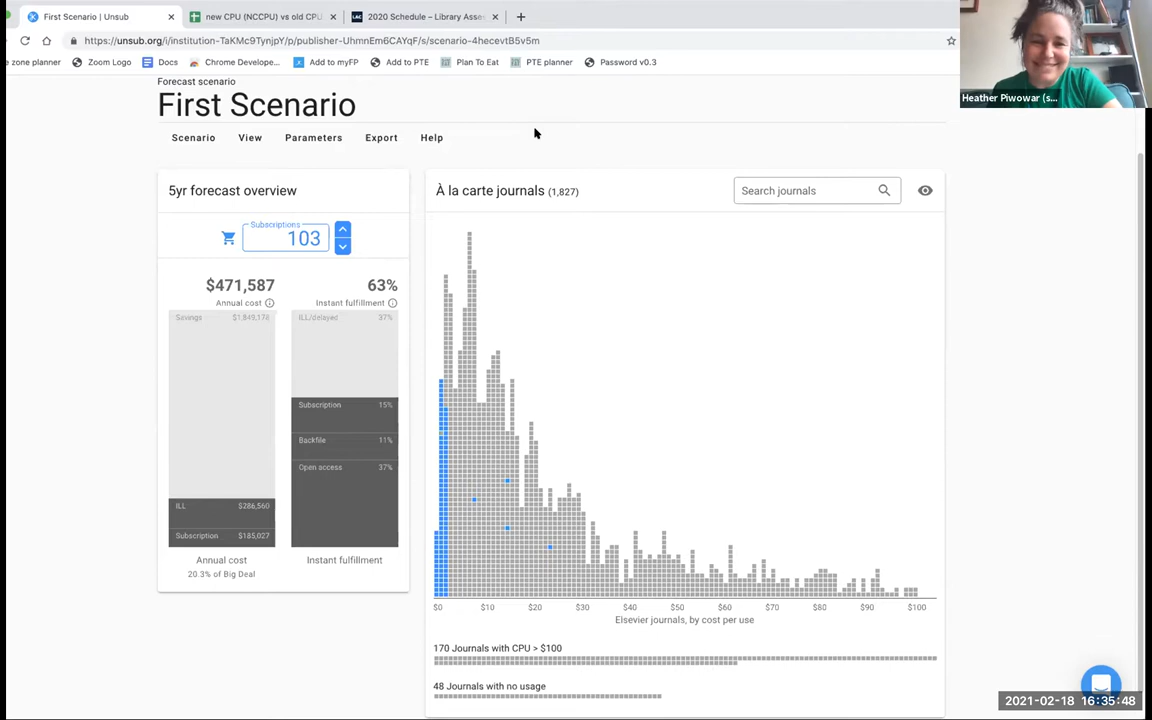 First Scenario | Unsub
new CPU (NCCPU) vs old CPU
2020 Schedule – Library Asses
https://unsub.org/i/institution-TaKMc9TynjpY/p/publisher-UhmnEm6CAYqF/s/scenario-4hecevtB5v5m
e zone planner
Zoom Logo
Docs
Chrome Develope...
Add to myFP
Add to PTE
Plan To Eat
PTE planner
Password v0.3
Heather Piwowar (s...
Forecast scenario
First Scenario
Scenario View Parameters Export Help
5yr forecast overview
Subscriptions
103
$471,587 63%
Annual cost Instant fulfillment
Savings $1,849,178
ILL/delayed 37%
Subscription 15%
Backfile 11%
Open access 37%
ILL $286,560
Subscription $185,027
Annual cost Instant fulfillment
20.3% of Big Deal
À la carte journals (1,827)
Search journals
$0 $10 $20 $30 $40 $50 $60 $70 $80 $90 $100
Elsevier journals, by cost per use
170 Journals with CPU > $100
48 Journals with no usage
2021-02-18 16:35:48